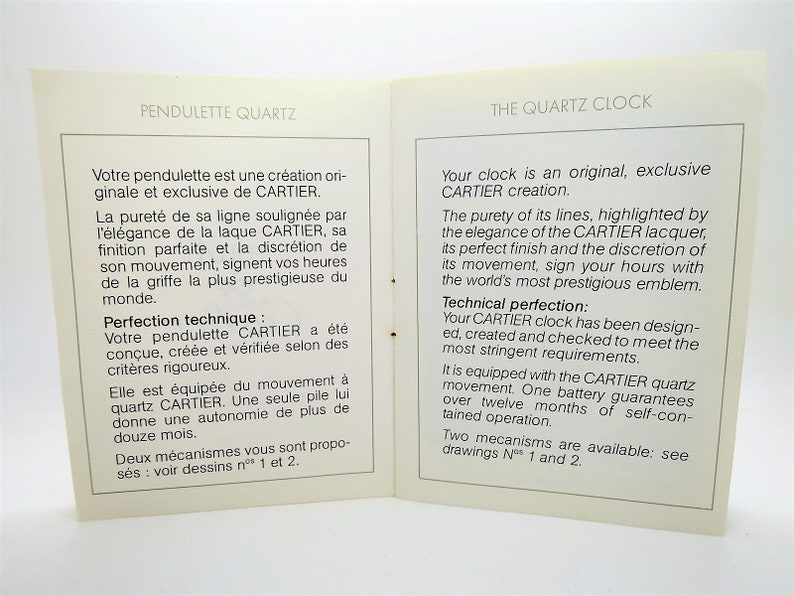 PENDULETTE QUARTZ
Votre pendulette est une création ori-
ginale et exclusive de CARTIER.
La pureté de sa ligne soulignée par
l'élégance de la laque CARTIER, sa
finition parfaite et la discrétion de
son mouvement, signent vos heures
de la griffe la plus prestigieuse du
monde.
Perfection technique :
Votre pendulette CARTIER a été
conçue, créée et vérifiée selon des
critères rigoureux.
Elle est équipée du mouvement à
quartz CARTIER. Une seule pile lui
donne une autonomie de plus de
douze mois.
Deux mécanismes vous sont propo-
sés : voir dessins nos 1 et 2.
THE QUARTZ CLOCK
Your clock is an original, exclusive
CARTIER creation.
The purety of its lines, highlighted by
the elegance of the CARTIER lacquer,
its perfect finish and the discretion of
its movement, sign your hours with
the world's most prestigious emblem.
Technical perfection:
Your CARTIER clock has been design-
ed, created and checked to meet the
most stringent requirements.
It is equipped with the CARTIER quartz
movement. One battery guarantees
over twelve months of self-con-
tained operation.
Two mecanisms are available: see
drawings Nos 1 and 2.